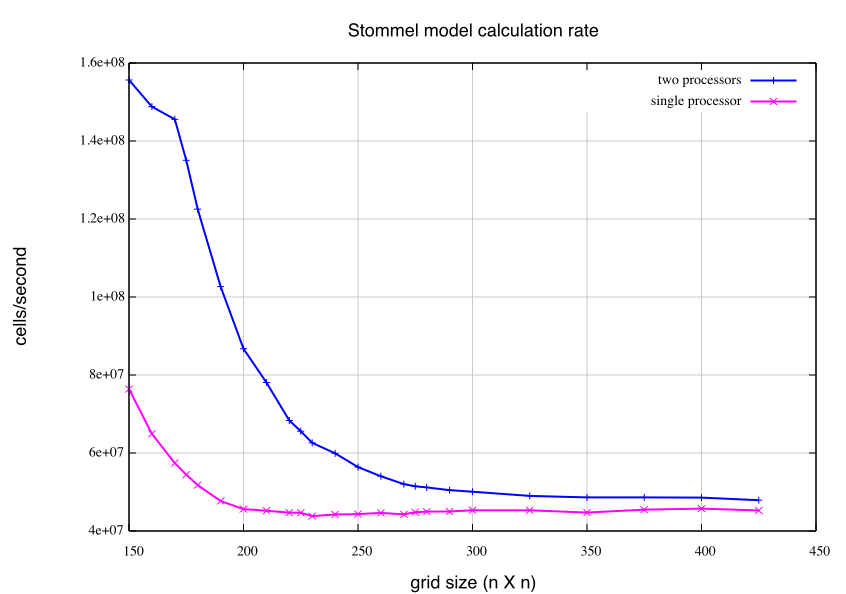 Stommel model calculation rate
1.6e+08
two processors
single processor
1.4e+08
1.2e+08
cells/second
1e+08
8e+07
6e+07
4e+07
150 200 250 300 350 400 450
grid size (n X n)